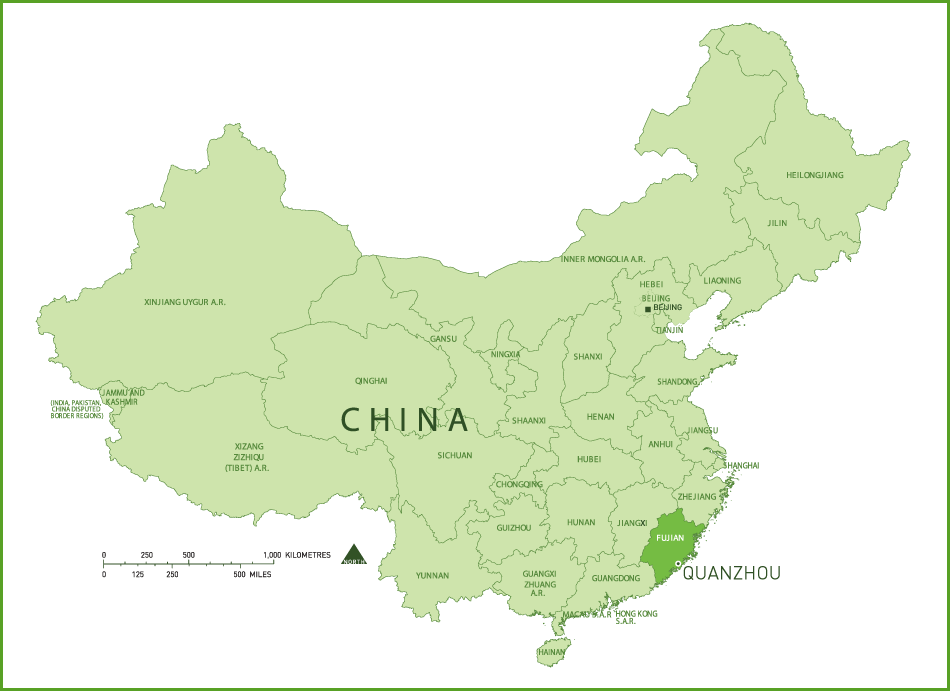 HEILONGJIANG
JILIN
INNER MONGOLIA A.R.
LIAONING
HEBEI
BEIJING
BEIJING
XINJIANG UYGUR A.R.
TIANJIN
GANSU
NINGXIA
SHANXI
QINGHAI
SHANDONG
JAMMU AND
KASHMIR
(INDIA, PAKISTAN,
CHINA DISPUTED
BORDER REGIONS)
CHINA
SHAANXI
HENAN
JIANGSU
ANHUI
XIZANG
ZIZHIQU
(TIBET) A.R.
SICHUAN
HUBEI
SHANGHAI
CHONGQING
ZHEJIANG
GUIZHOU
HUNAN
JIANGXI
FUJIAN
0 250 500 1,000 KILOMETRES
0 125 250 500 MILES
NORTH
YUNNAN
GUANGXI
ZHUANG
A.R.
GUANGDONG
QUANZHOU
MACAU S.A.R
HONG KONG
S.A.R.
HAINAN